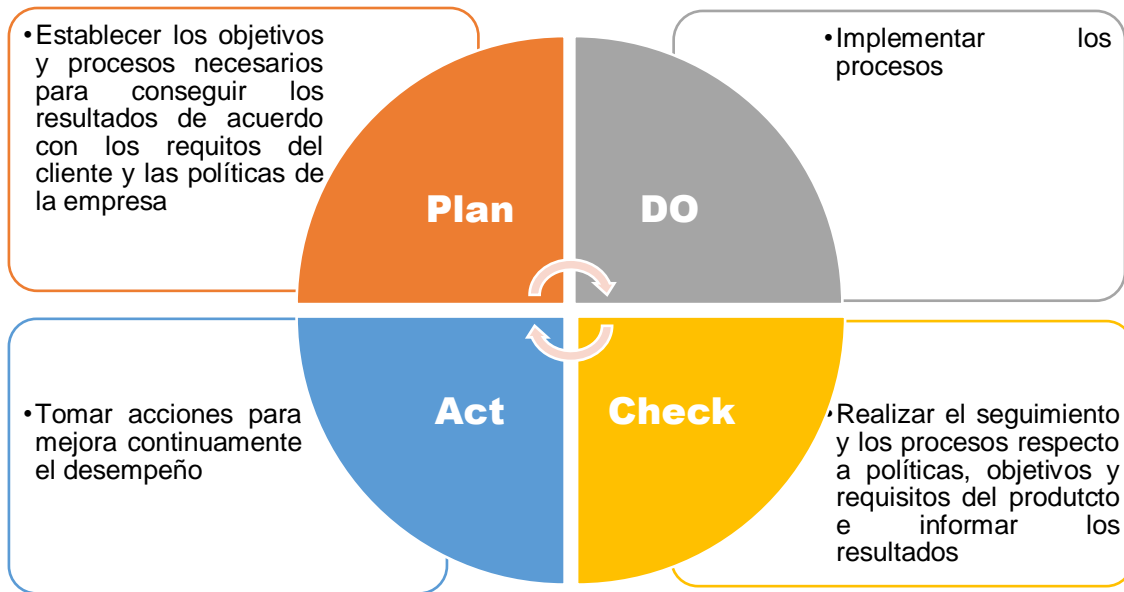 •Establecer los objetivos
y procesos necesarios
para conseguir los
resultados de acuerdo
con los requitos del
cliente y las políticas de
la empresa
Plan
DO
•Implementar los
procesos
•Tomar acciones para
mejora continuamente
el desempeño
Act
Check
•Realizar el seguimiento
y los procesos respecto
a políticas, objetivos y
requisitos del produtcto
e informar los
resultados